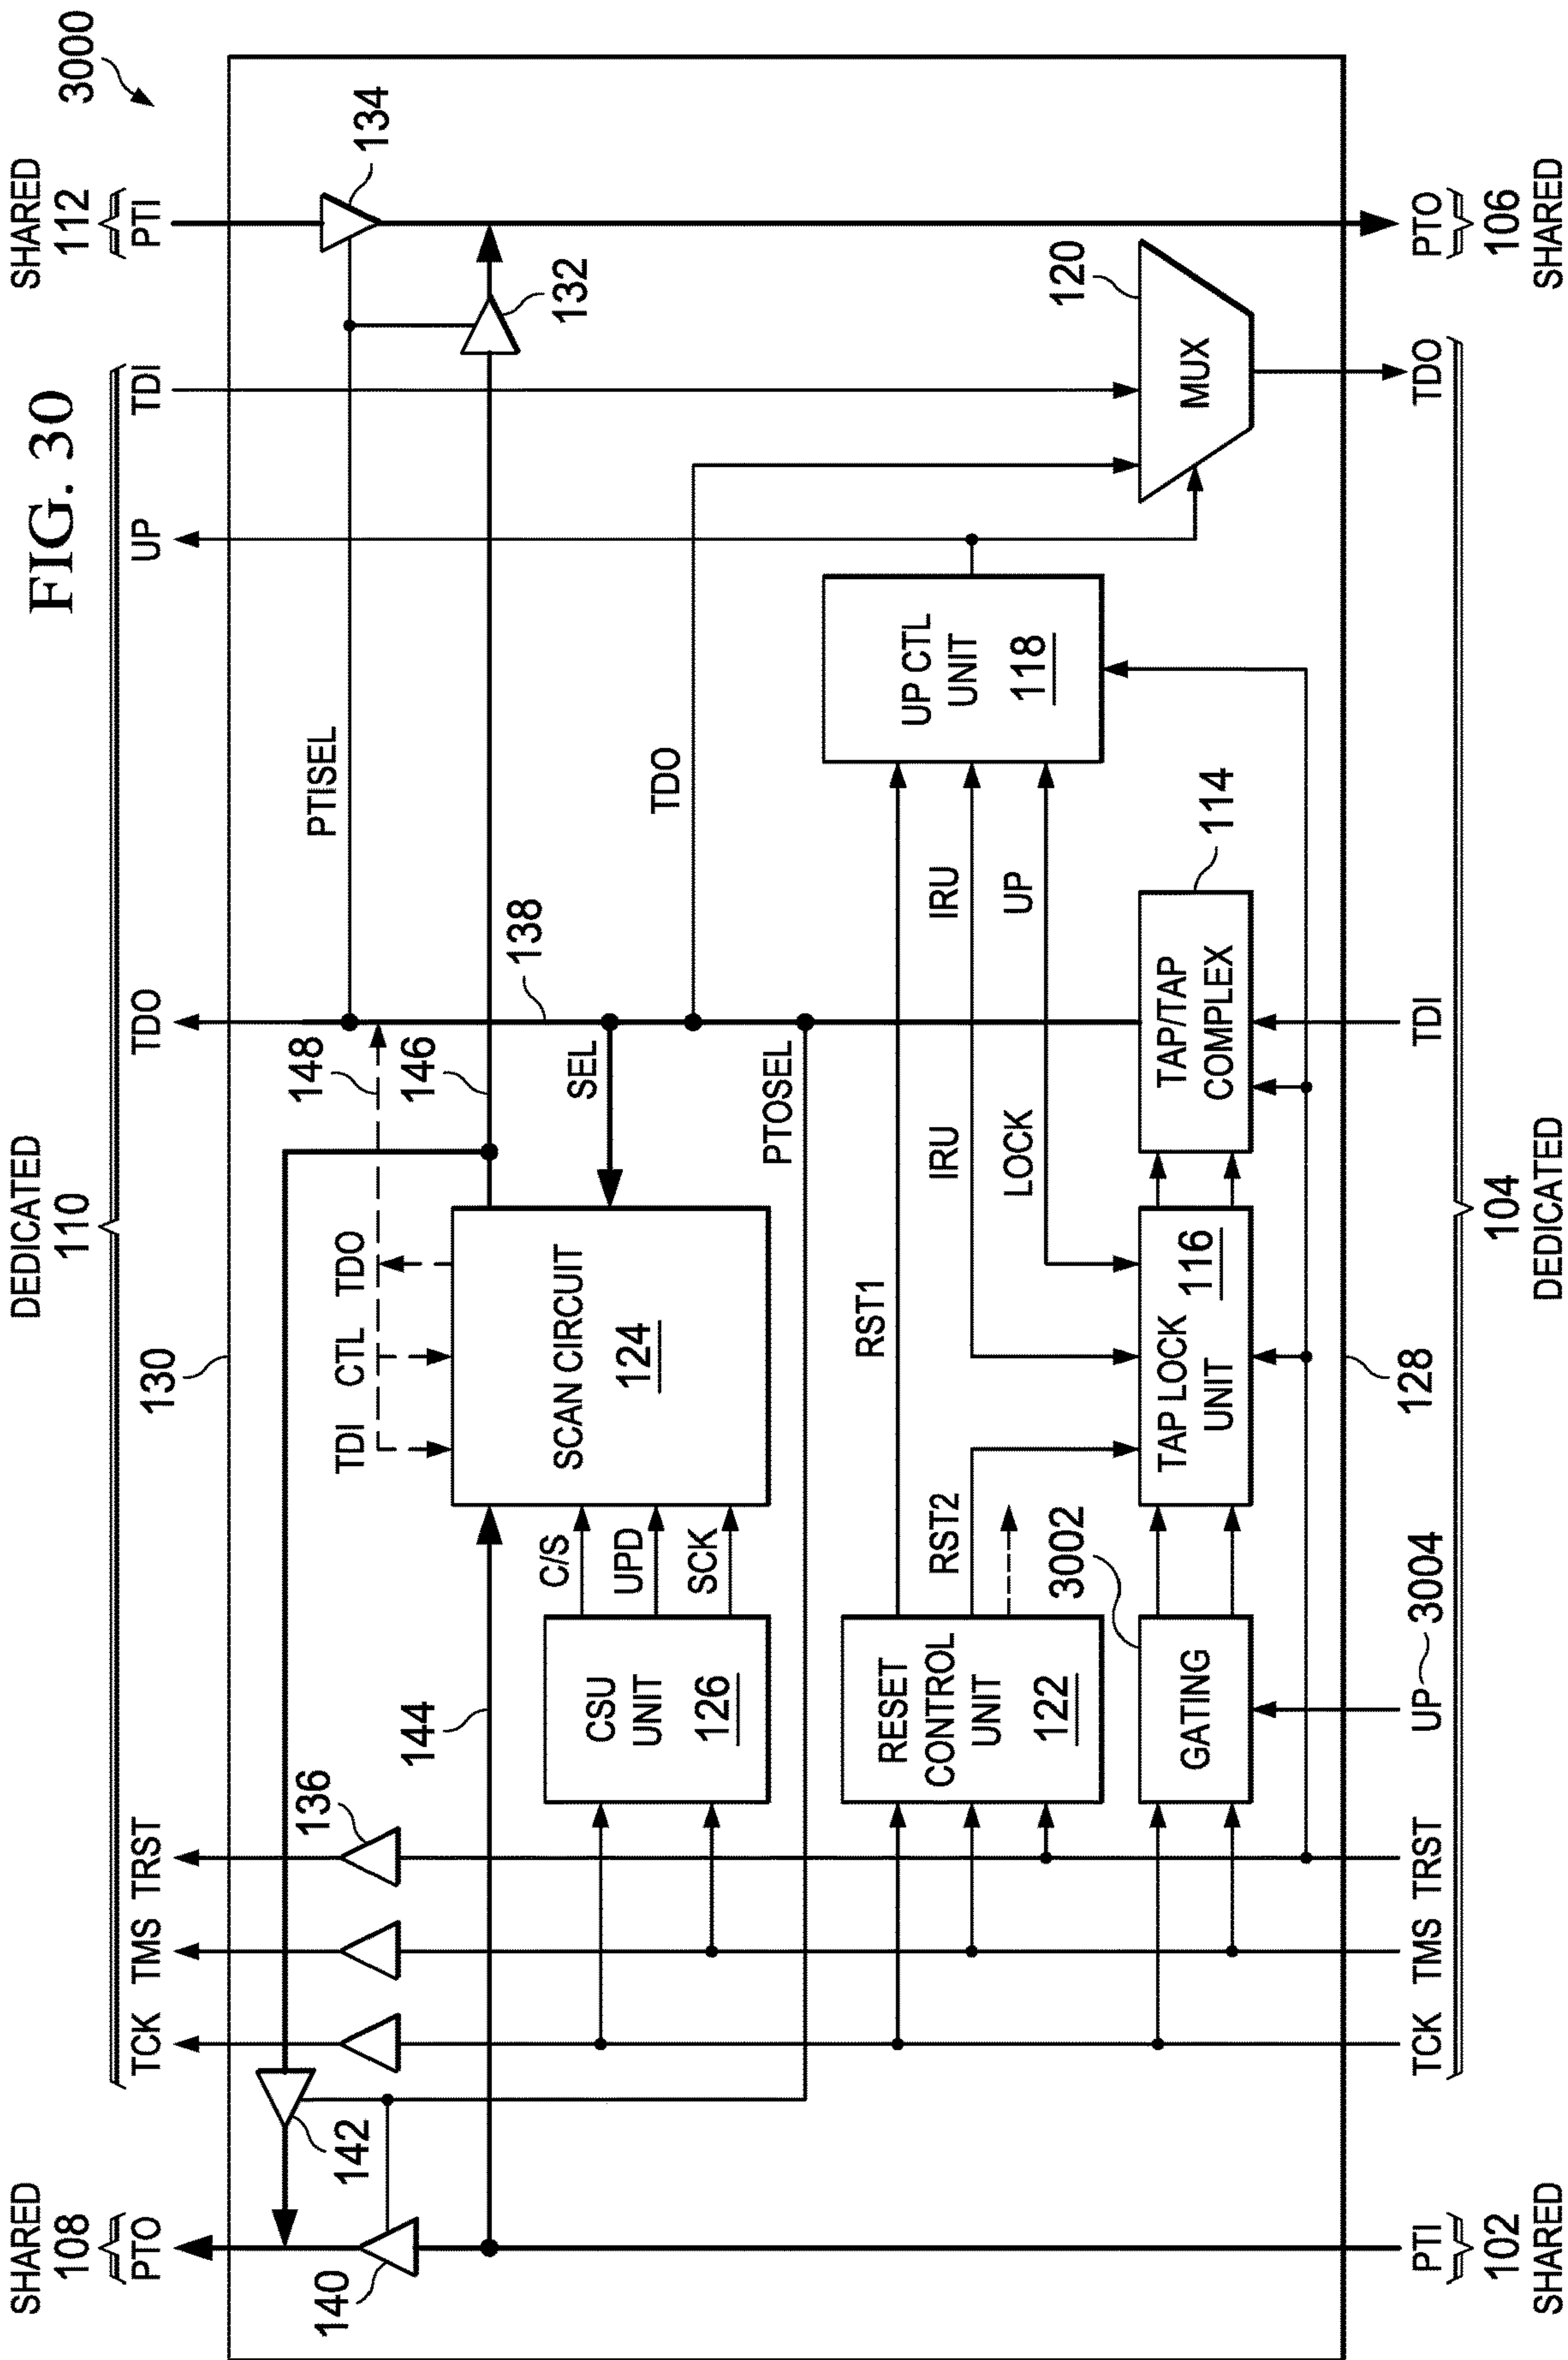 FIG. 30
3000
SHARED
108
PTO
DEDICATED
110
TCK
TMS
TRST
TDO
UP
TDI
SHARED
112
PTI
130
142
140
136
134
132
148
146
144
138
PTISEL
TDI
CTL
TDO
SCAN CIRCUIT
124
SEL
C/S
UPD
SCK
CSU
UNIT
126
PTOSEL
TDO
RESET
CONTROL
UNIT
122
RST1
RST2
IRU
IRU
LOCK
UP
UP CTL
UNIT
118
3002
GATING
TAP LOCK
UNIT
116
TAP/TAP
COMPLEX
114
MUX
120
128
SHARED
102
PTI
TCK
TMS
TRST
UP
3004
TDI
TDO
104
DEDICATED
PTO
106
SHARED